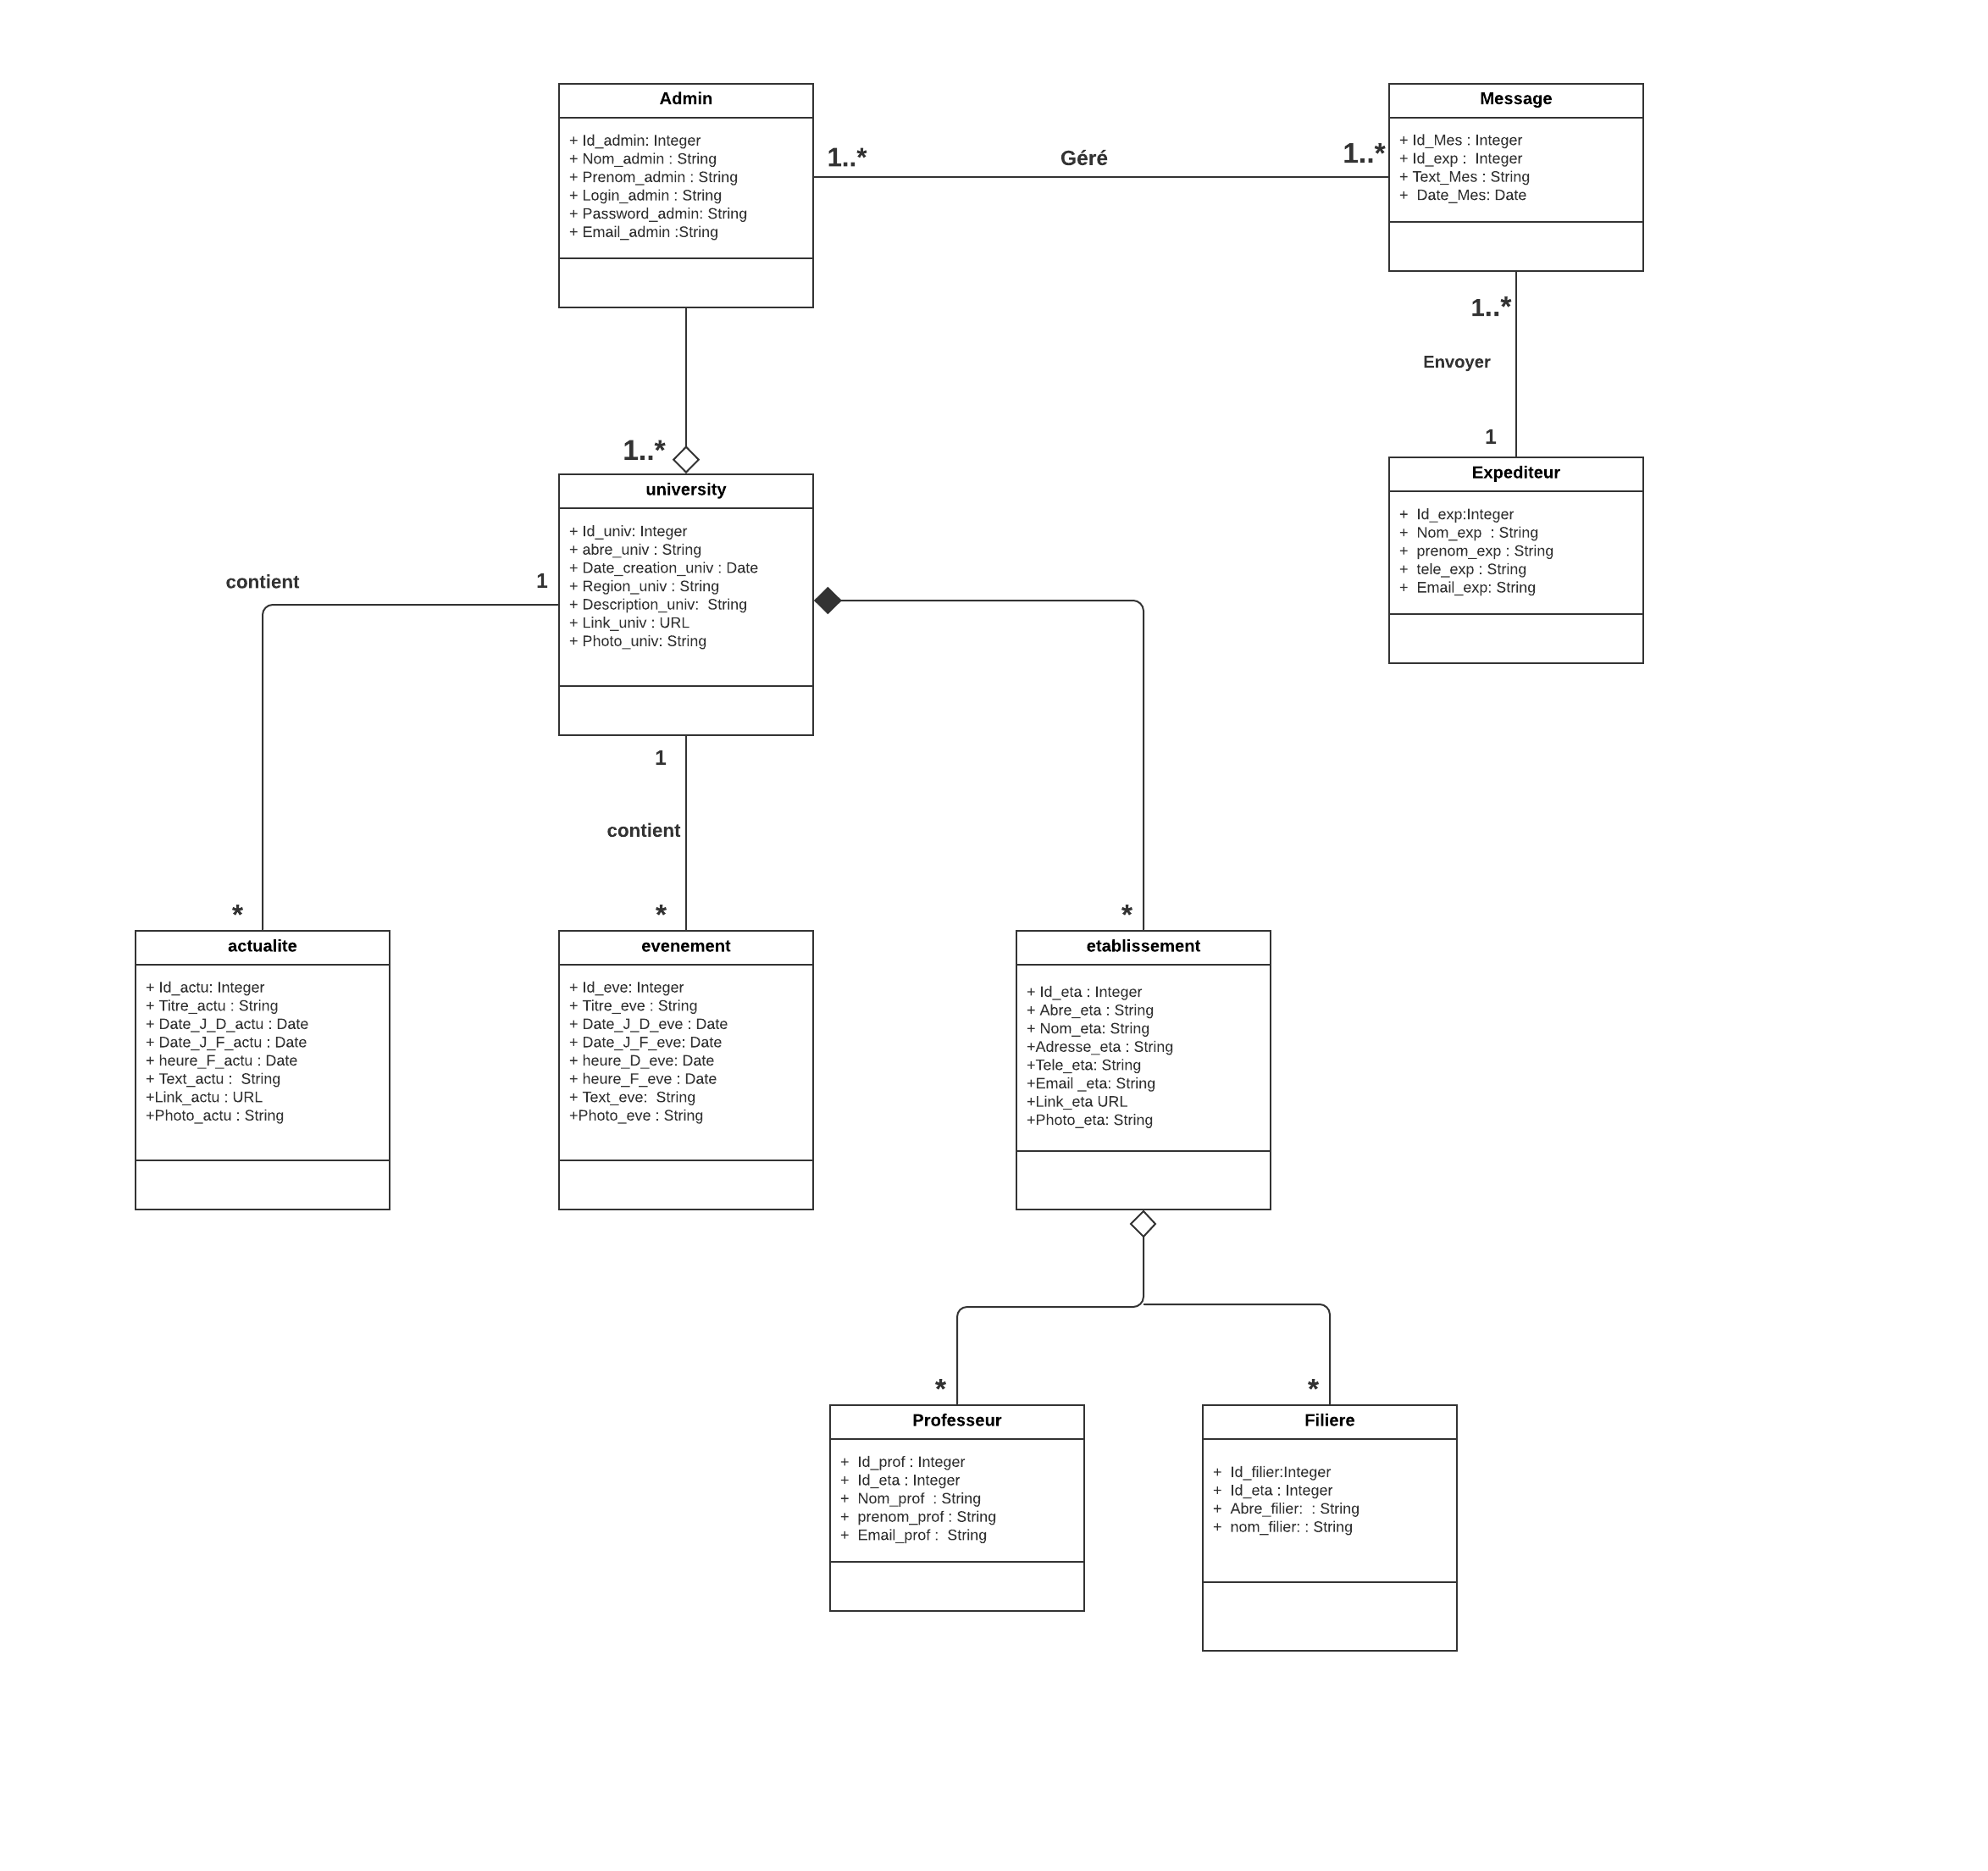 Admin
+ Id_admin: Integer
+ Nom_admin : String
+ Prenom_admin : String
+ Login_admin : String
+ Password_admin: String
+ Email_admin :String
1..*
Géré
1..*
Message
+ Id_Mes : Integer
+ Id_exp :  Integer
+ Text_Mes : String
+  Date_Mes: Date
1..*
Envoyer
1
Expediteur
+  Id_exp:Integer
+  Nom_exp  : String
+  prenom_exp : String
+  tele_exp : String
+  Email_exp: String
1..*
university
+ Id_univ: Integer
+ abre_univ : String
+ Date_creation_univ : Date
+ Region_univ : String
+ Description_univ:  String
+ Link_univ : URL
+ Photo_univ: String
contient
1
1
contient
*
*
*
actualite
+ Id_actu: Integer
+ Titre_actu : String
+ Date_J_D_actu : Date
+ Date_J_F_actu : Date
+ heure_F_actu : Date
+ Text_actu :  String
+Link_actu : URL
+Photo_actu : String
evenement
+ Id_eve: Integer
+ Titre_eve : String
+ Date_J_D_eve : Date
+ Date_J_F_eve: Date
+ heure_D_eve: Date
+ heure_F_eve : Date
+ Text_eve:  String
+Photo_eve : String
etablissement
+ Id_eta : Integer
+ Abre_eta : String
+ Nom_eta: String
+Adresse_eta : String
+Tele_eta: String
+Email _eta: String
+Link_eta URL
+Photo_eta: String
*
*
Professeur
+  Id_prof : Integer
+  Id_eta : Integer
+  Nom_prof  : String
+  prenom_prof : String
+  Email_prof :  String
Filiere
+  Id_filier:Integer
+  Id_eta : Integer
+  Abre_filier:  : String
+  nom_filier: : String